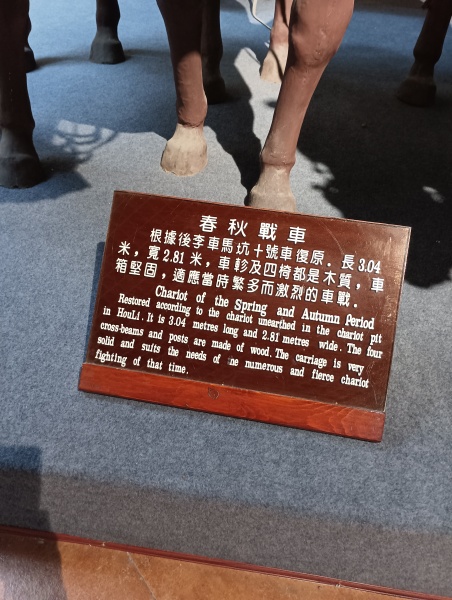 春秋戰車
根據後李車馬坑十號車復原．長3.04
米，寬2.81米，車軫及四椅都是木質，車
箱堅固，適應當時繁多而激烈的車戰．
Chariot of the Spring and Autumn Period
Restored according to the chariot unearthed in the chariot pit
in HouLi. It is 3.04 metres long and 2.81 metres wide. The four
cross-beams and posts are made of wood. The carriage is very
solid and suits the needs of he numerous and fierce chariot
fighting of that time.